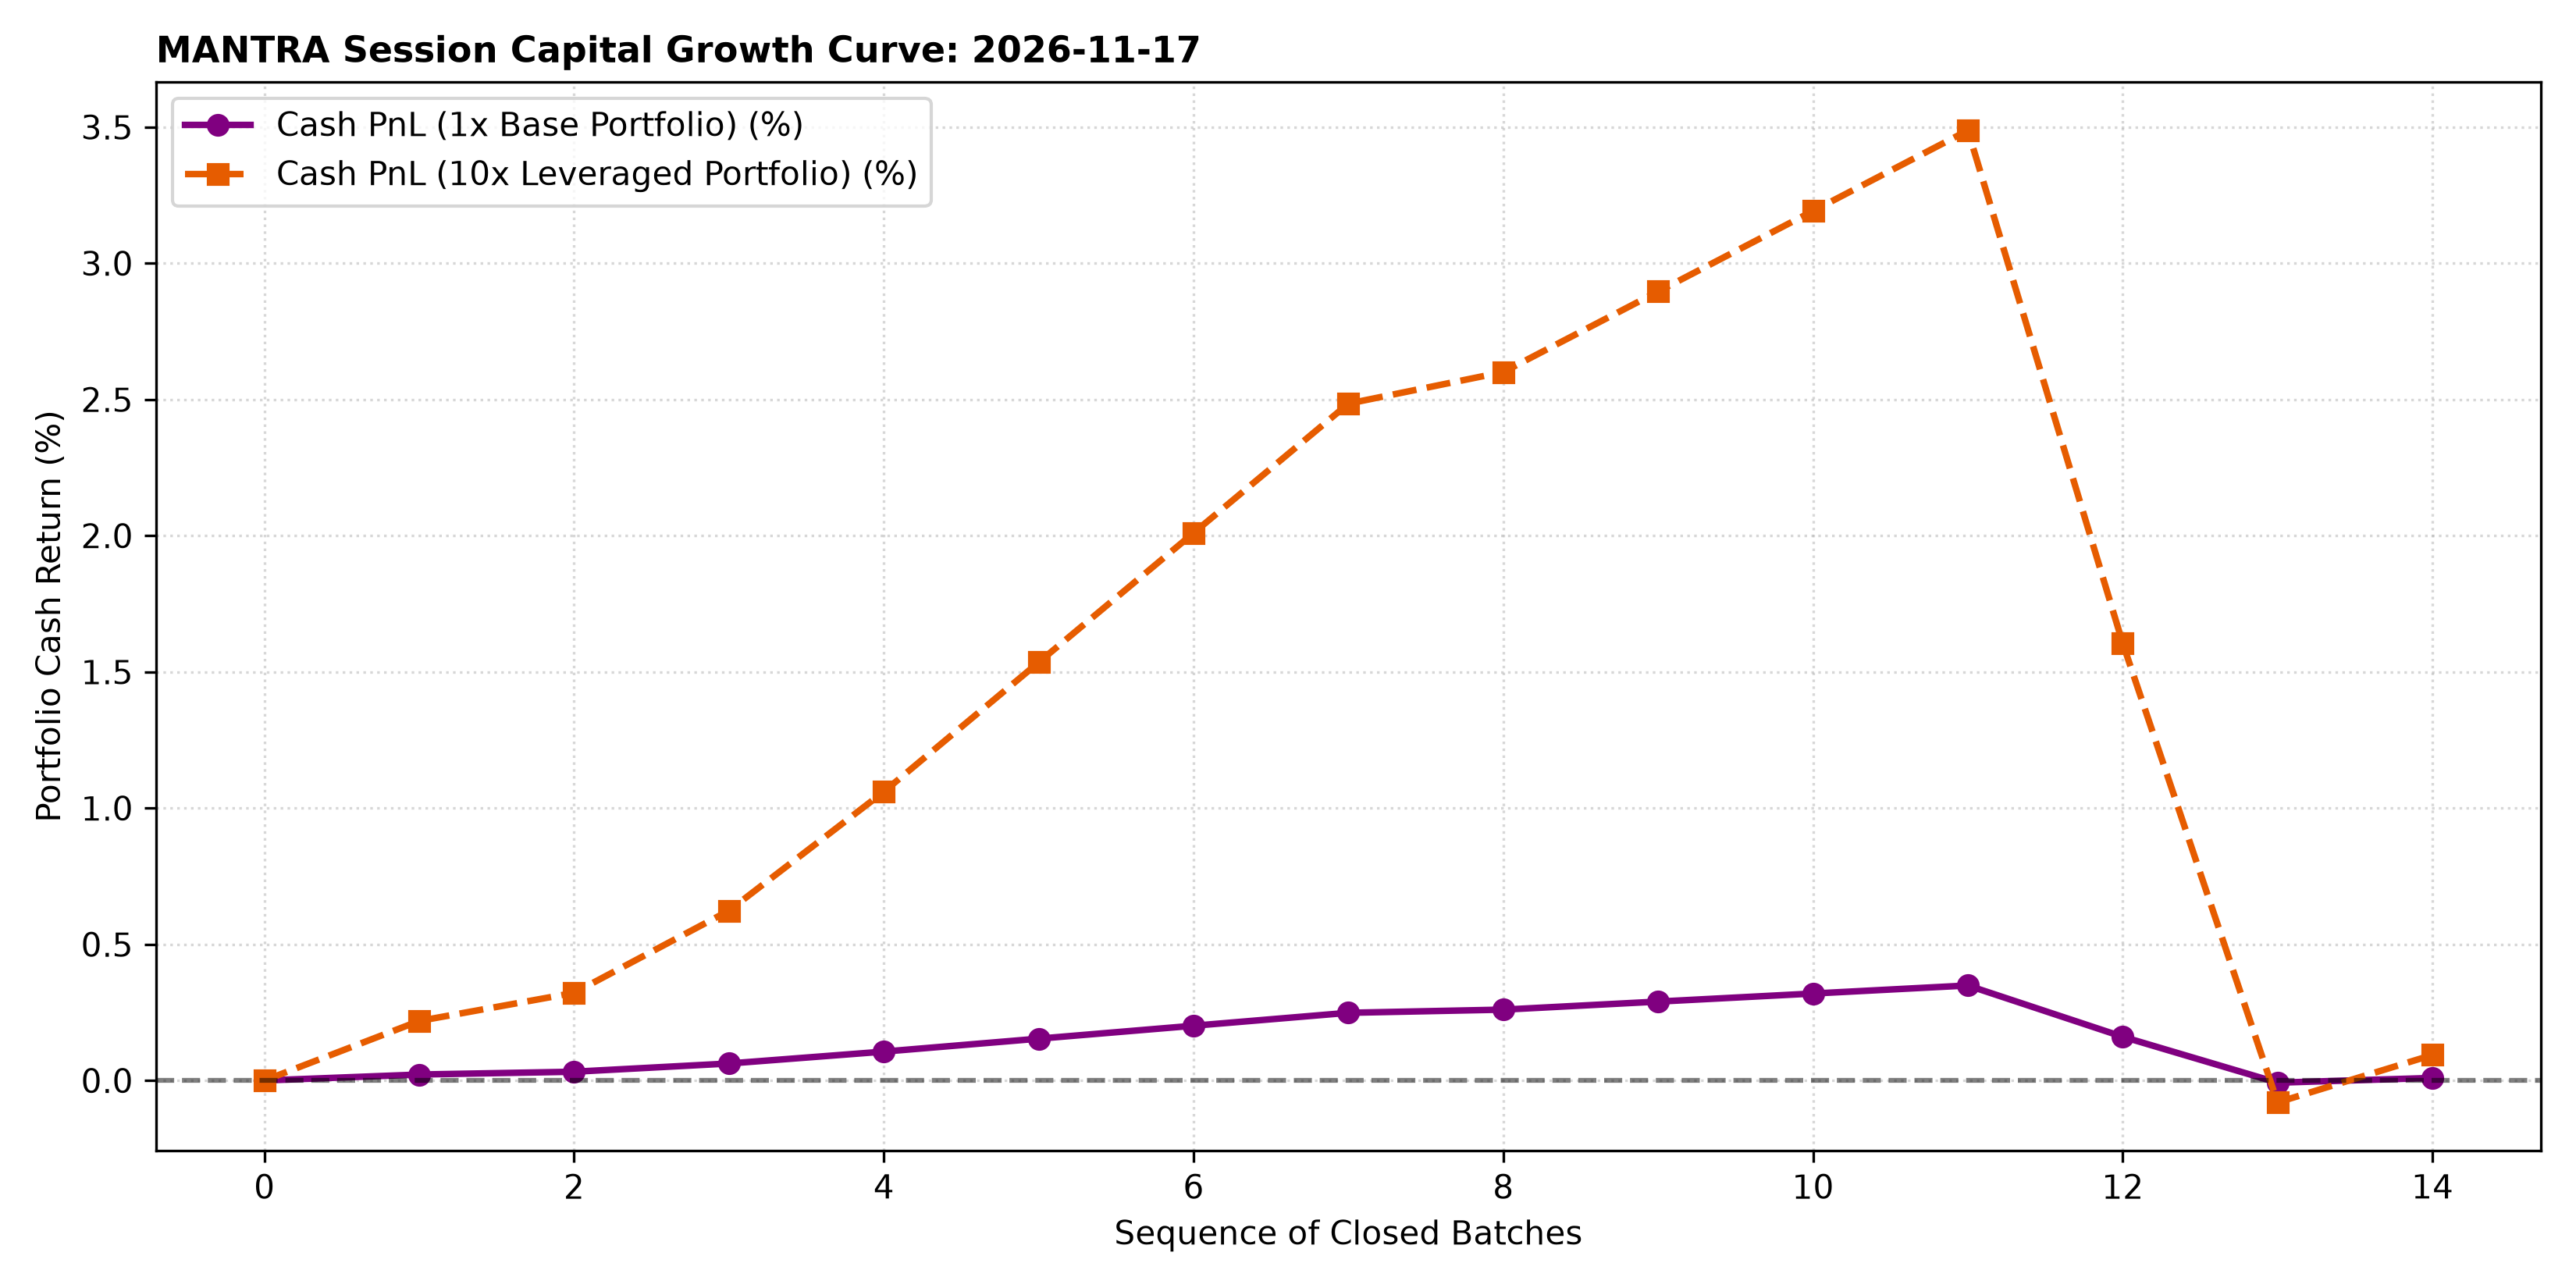 MANTRA Session Capital Growth Curve: 2026-11-17
Cash PnL (1x Base Portfolio) (%)
Cash PnL (10x Leveraged Portfolio) (%)
Portfolio Cash Return (%)
3.5
3.0
2.5
2.0
1.5
1.0
0.5
0.0
0 2 4 6 8 10 12 14
Sequence of Closed Batches